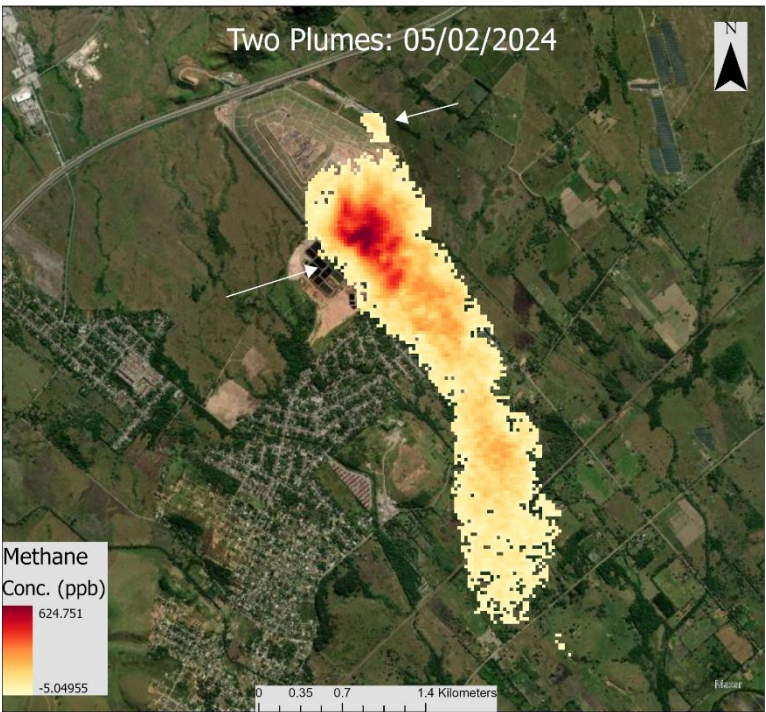 Two Plumes: 05/02/2024
N
Methane
Conc. (ppb)
624.751
-5.04955
0 0.35 0.7 1.4 Kilometers
Maxar